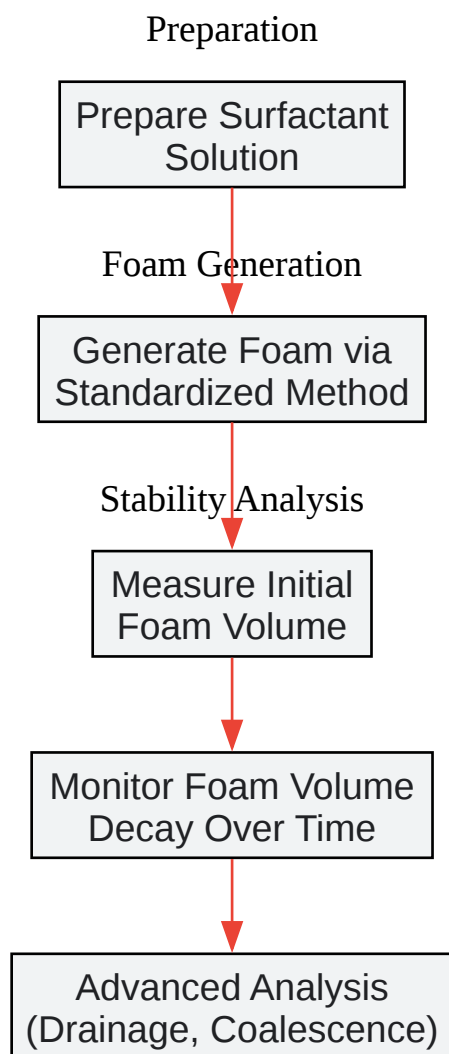 Preparation
Prepare Surfactant
Solution
Foam Generation
Generate Foam via
Standardized Method
Stability Analysis
Measure Initial
Foam Volume
Monitor Foam Volume
Decay Over Time
Advanced Analysis
(Drainage, Coalescence)